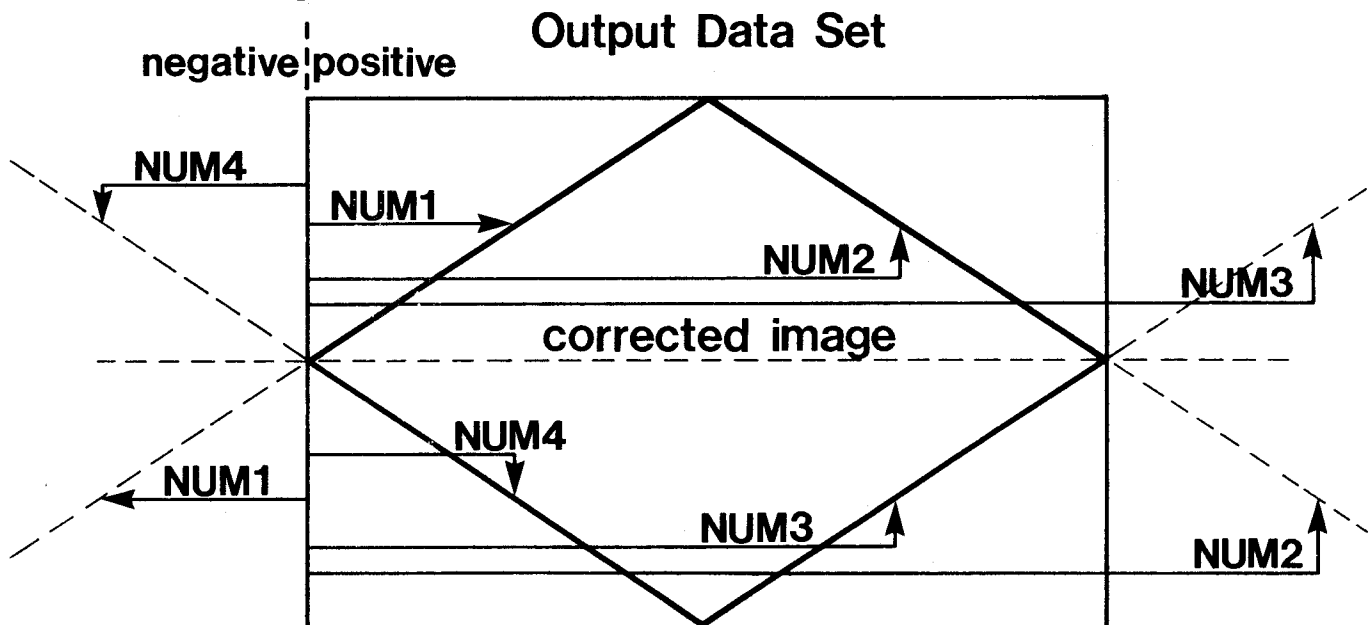 Output Data Set
negative positive
NUM4
NUM1
NUM2
NUM3
corrected image
NUM4
NUM1
NUM3
NUM2